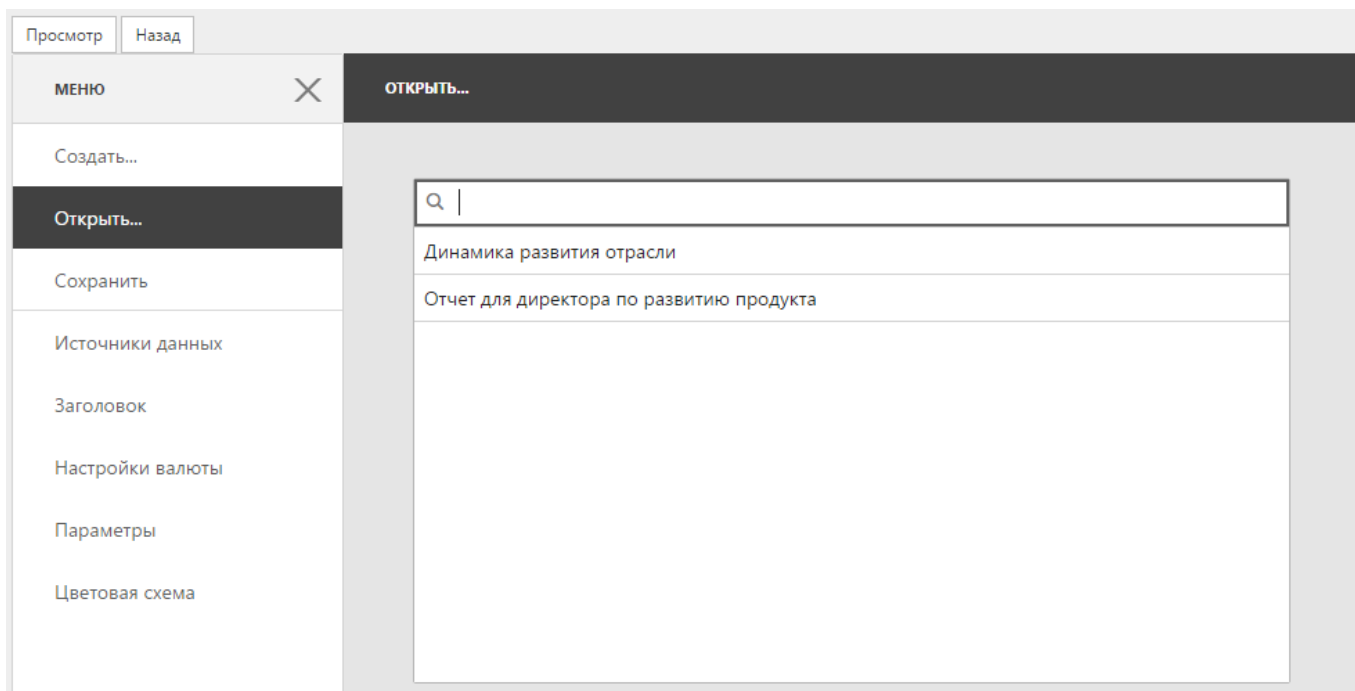 Просмотр Назад
МЕНЮ
ОТКРЫТЬ...
Создать...
Открыть...
Сохранить
Источники данных
Заголовок
Настройки валюты
Параметры
Цветовая схема
Динамика развития отрасли
Отчет для директора по развитию продукта